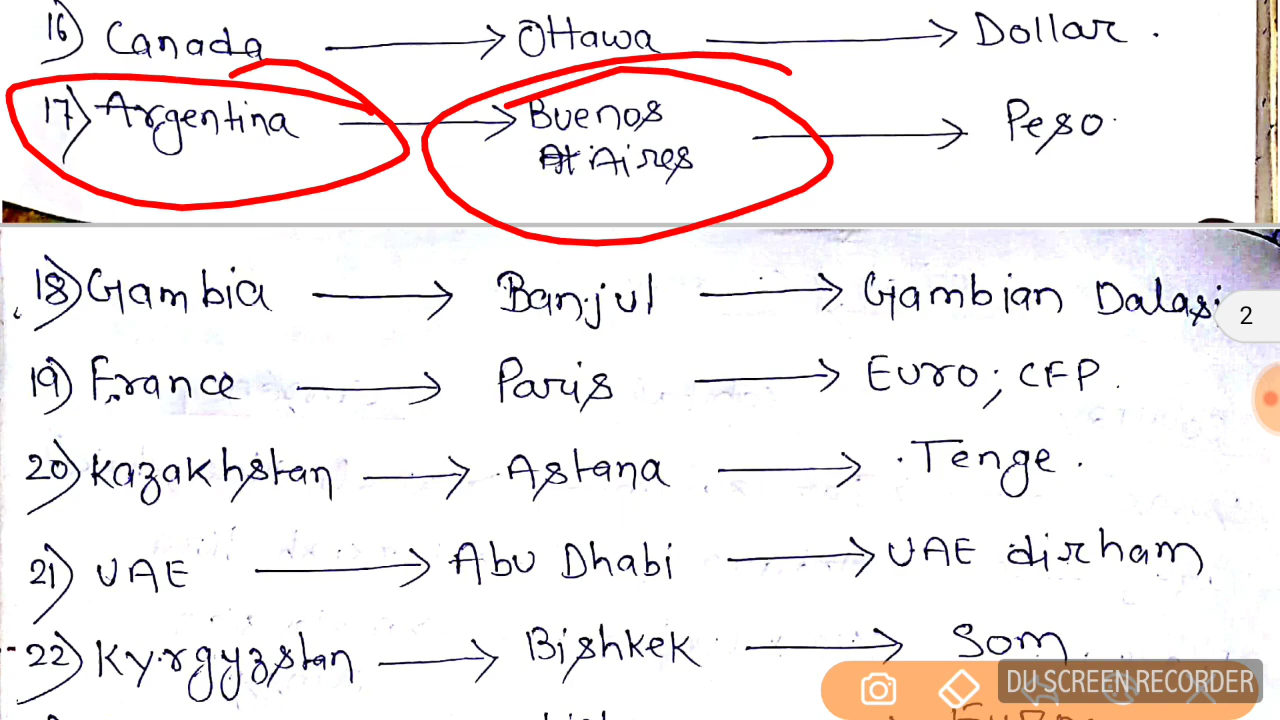 16) Canada → Ottawa → Dollar.
17) Argentina → Buenos
Aires → Peso.
18) Gambia → Banjul → Gambian Dalasi
2
19) France → Paris → Euro; CFP.
20) Kazakhstan → Astana → Tenge.
21) UAE → Abu Dhabi → UAE dirham
22) Kyrgyzstan → Bishkek → Som.
DU SCREEN RECORDER